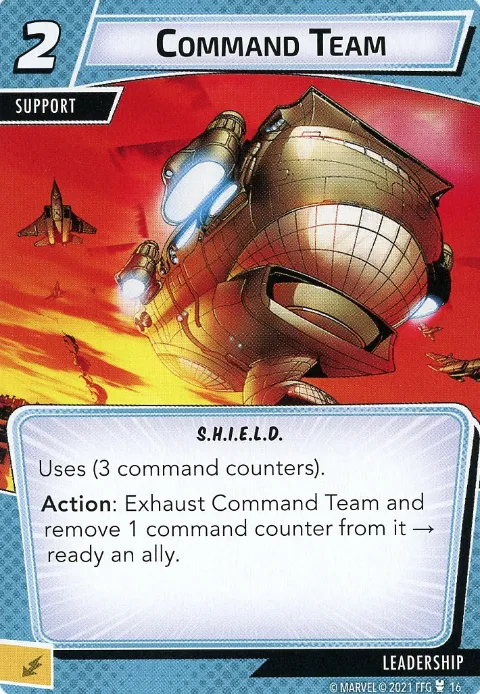 2
COMMAND TEAM
SUPPORT
S.H.I.E.L.D.
Uses (3 command counters).
Action: Exhaust Command Team and
remove 1 command counter from it →
ready an ally.
LEADERSHIP
© MARVEL © 2021 FFG 16